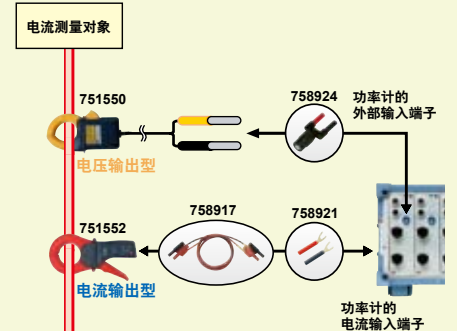 电流测量对象
751550
758924
功率计的
外部输入端子
电压输出型
751552
758917
758921
电流输出型
功率计的
电流输入端子